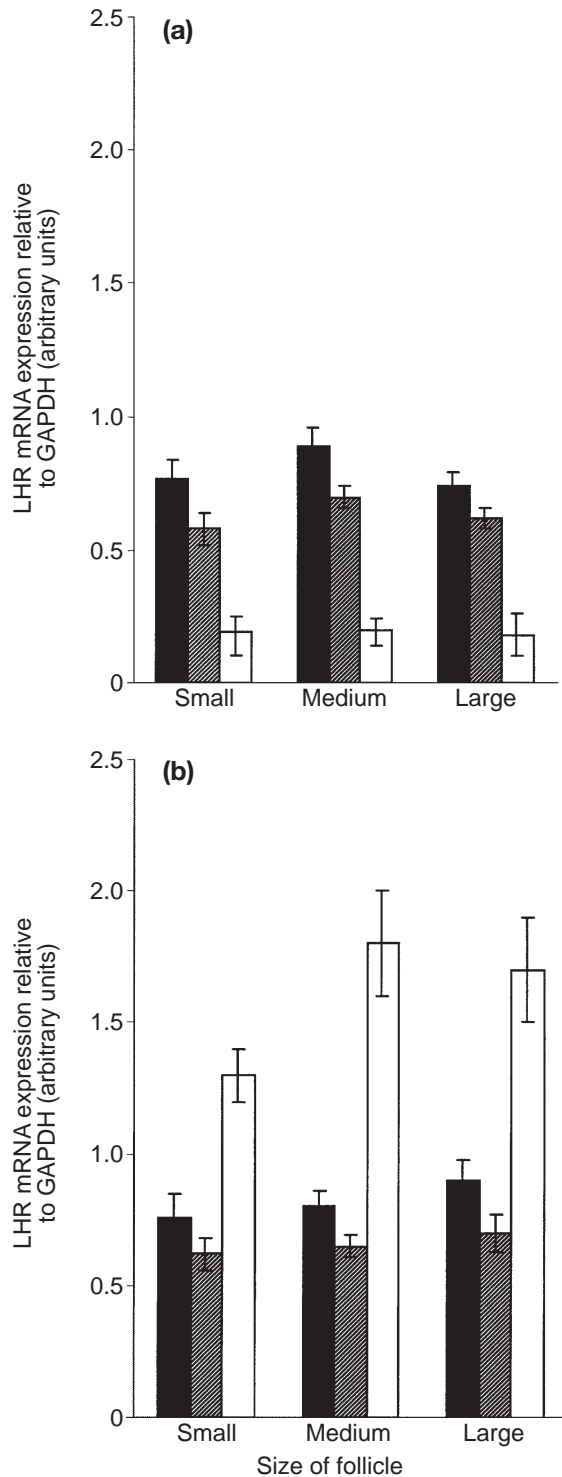 (a)
LHR mRNA expression relative
to GAPDH (arbitrary units)
2.5
2.0
1.5
1.0
0.5
0
Small Medium Large
(b)
LHR mRNA expression relative
to GAPDH (arbitrary units)
2.5
2.0
1.5
1.0
0.5
0
Small Medium Large
Size of follicle